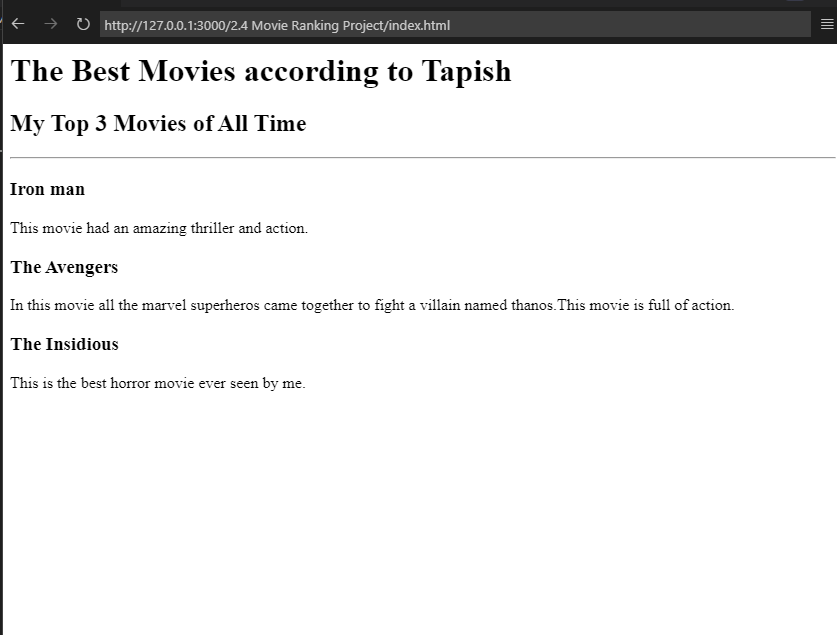 http://127.0.0.1:3000/2.4 Movie Ranking Project/index.html
The Best Movies according to Tapish
My Top 3 Movies of All Time
Iron man
This movie had an amazing thriller and action.
The Avengers
In this movie all the marvel superheros came together to fight a villain named thanos.This movie is full of action.
The Insidious
This is the best horror movie ever seen by me.